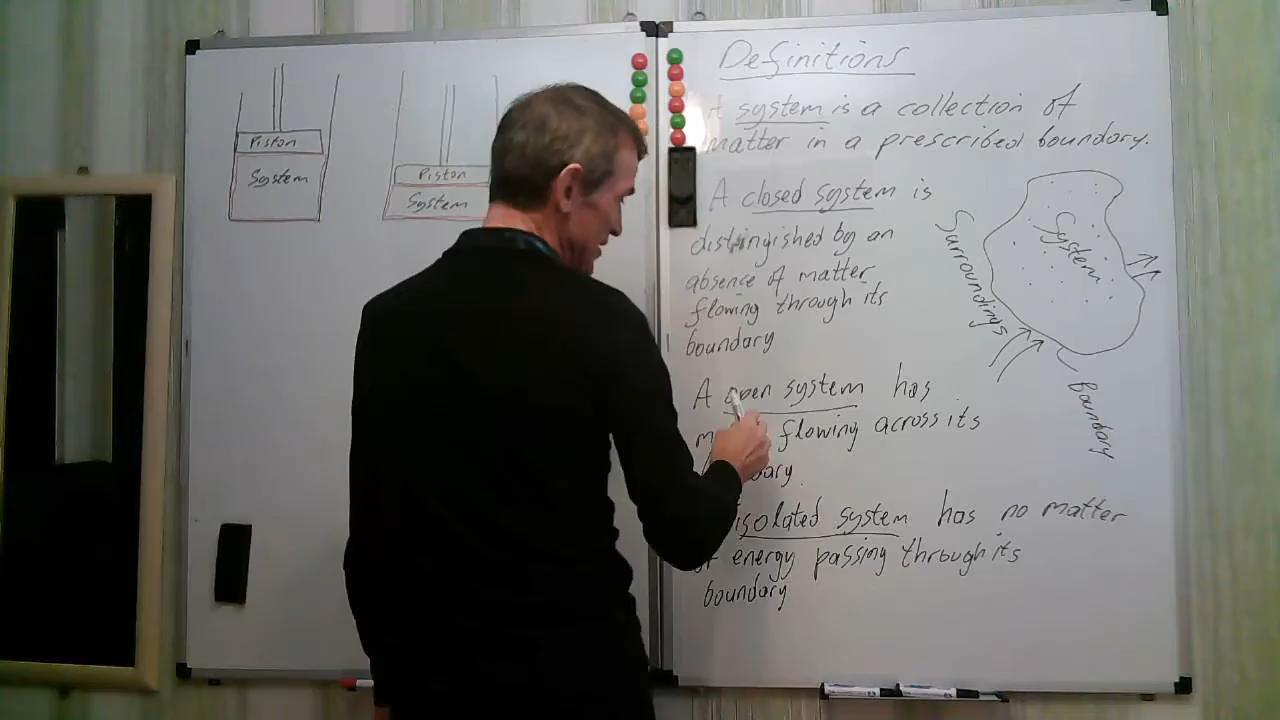 Piston
System
Piston
System
Definitions
A system is a collection of
matter in a prescribed boundary.
A closed system is
distinguished by an
absence of matter
flowing through its
boundary
A open system has
flowing across its
isolated system has no matter
energy passing through its
boundary
Surroundings
System
Boundary